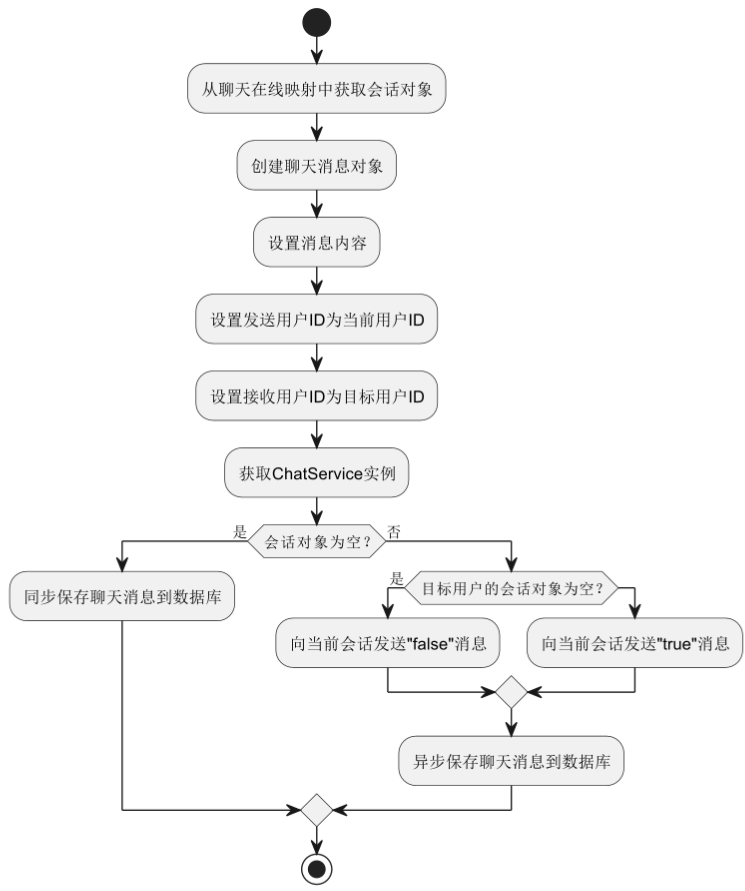 从聊天在线映射中获取会话对象
创建聊天消息对象
设置消息内容
设置发送用户ID为当前用户ID
设置接收用户ID为目标用户ID
获取ChatService实例
是
会话对象为空?
否
同步保存聊天消息到数据库
是
目标用户的会话对象为空?
向当前会话发送"false"消息
向当前会话发送"true"消息
异步保存聊天消息到数据库